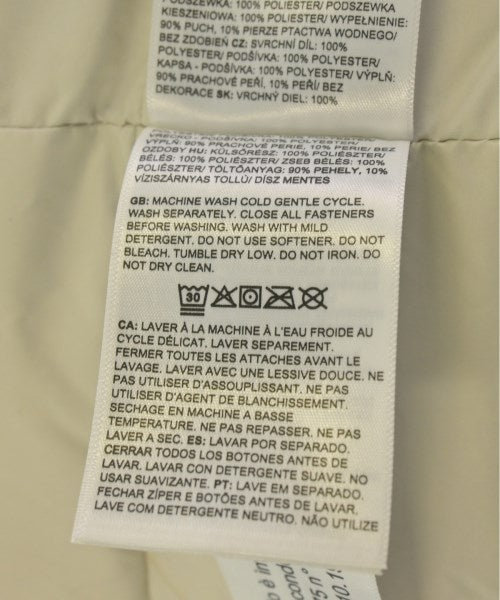 PODSZEWKA: 100% POLIESTER/ PODSZEWKA
KIESZENIOWA: 100% POLIESTER/ WYPEŁNIENIE:
90% PUCH, 10% PIERZE PTACTWA WODNEGO/
BEZ ZDOBIEŃ CZ: SVRCHNÍ DÍL: 100%
POLYESTER/ PODŠÍVKA: 100% POLYESTER/
KAPSA - PODŠÍVKA: 100% POLYESTER/ VÝPLŇ:
90% PRACHOVÉ PEŘÍ, 10% PEŘÍ/ BEZ
DEKORACE SK: VRCHNÝ DIEL: 100%
VRECKO - PODŠÍVKA: 100% POLYESTER/
VÝPLŇ: 90% PRACHOVÉ PERIE, 10% PERIE/ BEZ
OZDOBY HU: KÜLSŐRÉSZ: 100% POLIÉSZTER/
BÉLÉS: 100% POLIÉSZTER/ ZSEB BÉLÉS: 100%
POLIÉSZTER/ TÖLTŐANYAG: 90% PEHELY, 10%
VÍZISZÁRNYAS TOLLÚ/ DÍSZ MENTES
GB: MACHINE WASH COLD GENTLE CYCLE.
WASH SEPARATELY. CLOSE ALL FASTENERS
BEFORE WASHING. WASH WITH MILD
DETERGENT. DO NOT USE SOFTENER. DO NOT
BLEACH. TUMBLE DRY LOW. DO NOT IRON. DO
NOT DRY CLEAN.
30
CA: LAVER À LA MACHINE À L'EAU FROIDE AU
CYCLE DÉLICAT. LAVER SEPAREMENT.
FERMER TOUTES LES ATTACHES AVANT LE
LAVAGE. LAVER AVEC UNE LESSIVE DOUCE. NE
PAS UTILISER D'ASSOUPLISSANT. NE PAS
UTILISER D'AGENT DE BLANCHISSEMENT.
SECHAGE EN MACHINE A BASSE
TEMPERATURE. NE PAS REPASSER. NE PAS
LAVER A SEC. ES: LAVAR POR SEPARADO.
CERRAR TODOS LOS BOTONES ANTES DE
LAVAR. LAVAR CON DETERGENTE SUAVE. NO
USAR SUAVIZANTE. PT: LAVE EM SEPARADO.
FECHAR ZÍPER E BOTÕES ANTES DE LAVAR.
LAVE COM DETERGENTE NEUTRO. NÃO UTILIZE